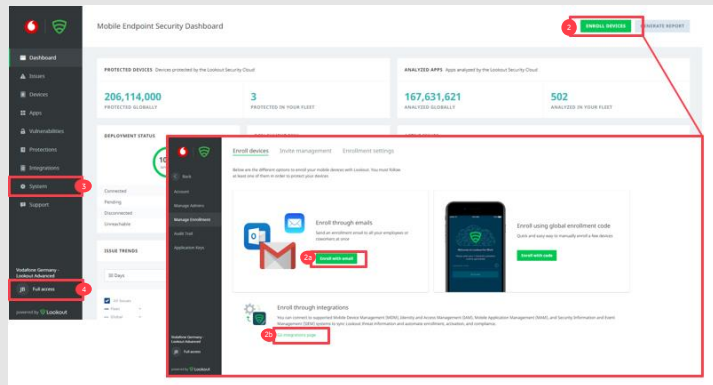 Mobile Endpoint Security Dashboard
2
ENROLL DEVICES
GENERATE REPORT
Dashboard
Issues
Devices
Apps
Vulnerabilities
Protections
Integrations
System
3
Support
Vodafone Germany -
Lookout Advanced
Full access
4
powered by Lookout
PROTECTED DEVICES Devices protected by the Lookout Security Cloud
206,114,000
PROTECTED GLOBALLY
3
PROTECTED IN YOUR FLEET
ANALYZED APPS Apps analyzed by the Lookout Security Cloud
167,631,621
ANALYZED GLOBALLY
502
ANALYZED IN YOUR FLEET
DEPLOYMENT STATUS
Connected
Pending
Disconnected
Unreachable
ISSUE TRENDS
30 Days
Back
Account
Manage Admins
Manage Enrollment
Audit Trail
Application Keys
Vodafone Germany -
Lookout Advanced
Full access
powered by Lookout
Enroll devices
Invite management
Enrollment settings
Below are the different options to enroll your mobile devices with Lookout. You must follow
at least one of them in order to protect your devices.
Enroll through emails
Send an enrollment email to all your employees or
coworkers at once
2a
Enroll with email
Enroll using global enrollment code
Quick and easy way to manually enroll a few devices
Enroll with code
Enroll through integrations
You can connect to supported Mobile Device Management (MDM), Identity and Access Management (IAM), Mobile Application Management (MAM), and Security Information and Event
Management (SIEM) systems to sync Lookout threat information and automate enrollment, activation, and compliance.
2b